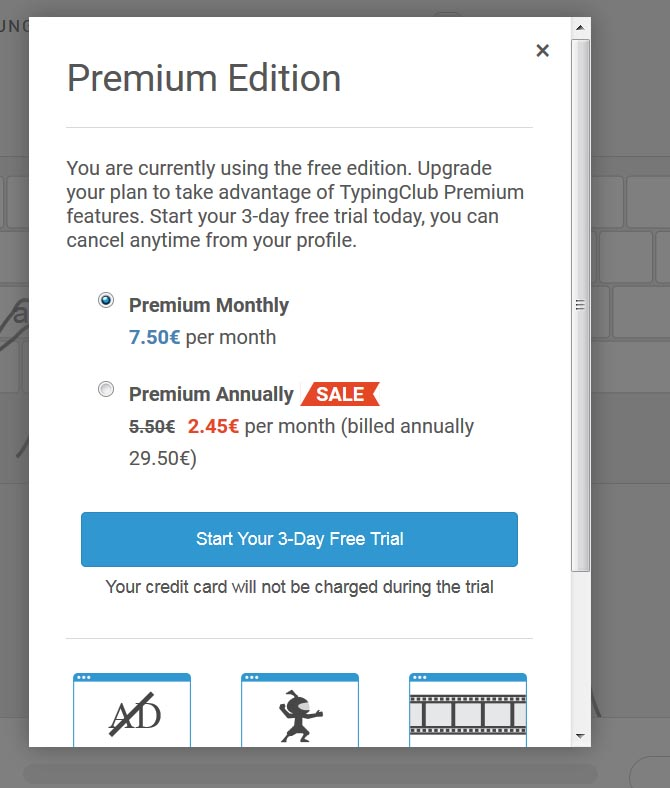 Premium Edition
You are currently using the free edition. Upgrade
your plan to take advantage of TypingClub Premium
features. Start your 3-day free trial today, you can
cancel anytime from your profile.
Premium Monthly
7.50€ per month
Premium Annually SALE
5.50€ 2.45€ per month (billed annually
29.50€)
Start Your 3-Day Free Trial
Your credit card will not be charged during the trial
AD